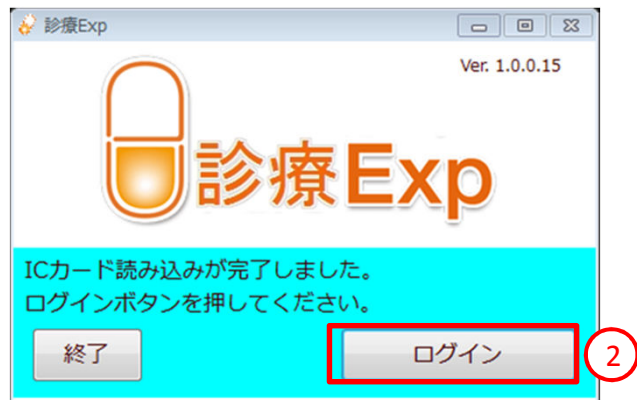 診療Exp
Ver. 1.0.0.15
診療Exp
ICカード読み込みが完了しました。
ログインボタンを押してください。
終了
ログイン
2